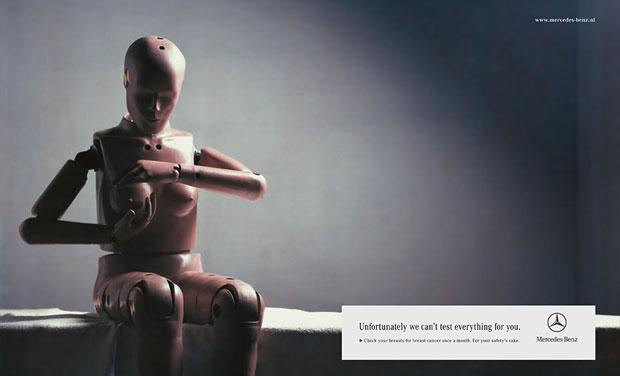 www.mercedes-benz.nl
Unfortunately we can't test everything for you.
▶ Check your breasts for breast cancer once a month. For your safety's sake.
Mercedes-Benz